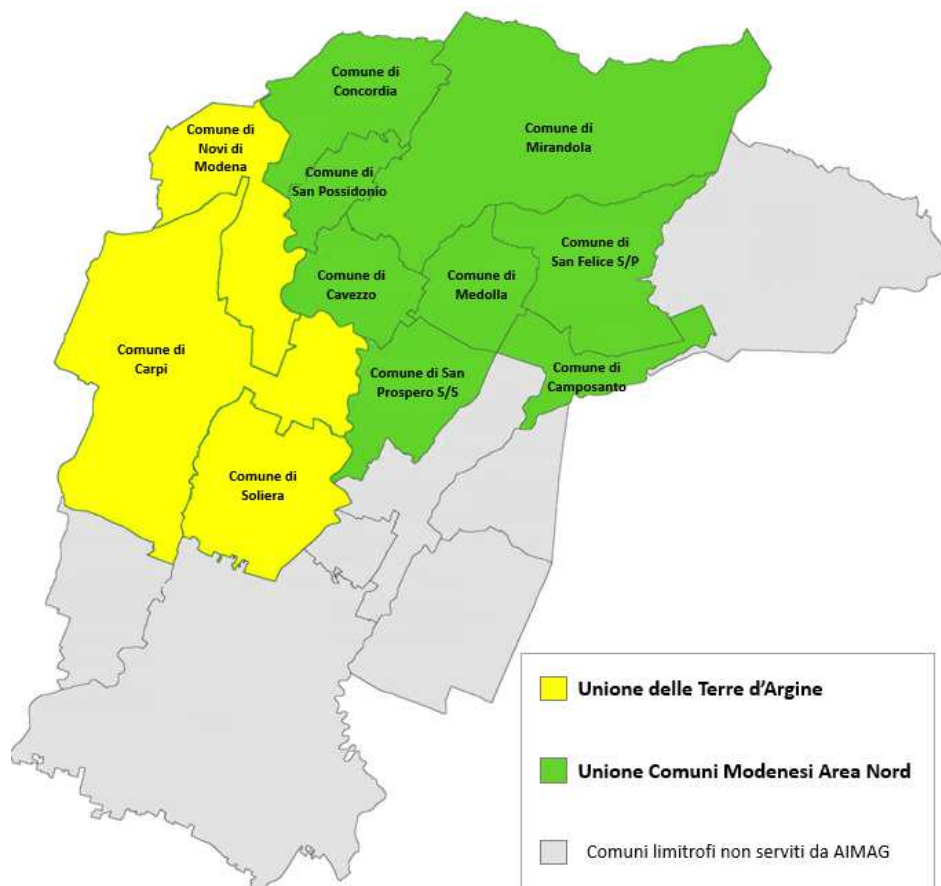 Comune di
Concordia
Comune di
Novi di
Modena
Comune di
Mirandola
Comune di
San Possidonio
Comune di
San Felice S/P
Comune di
Cavezzo
Comune di
Medolla
Comune di
Carpi
Comune di San
Prospero S/S
Comune di
Camposanto
Comune di
Soliera
Unione delle Terre d'Argine
Unione Comuni Modenesi Area Nord
Comuni limitrofi non serviti da AIMAG